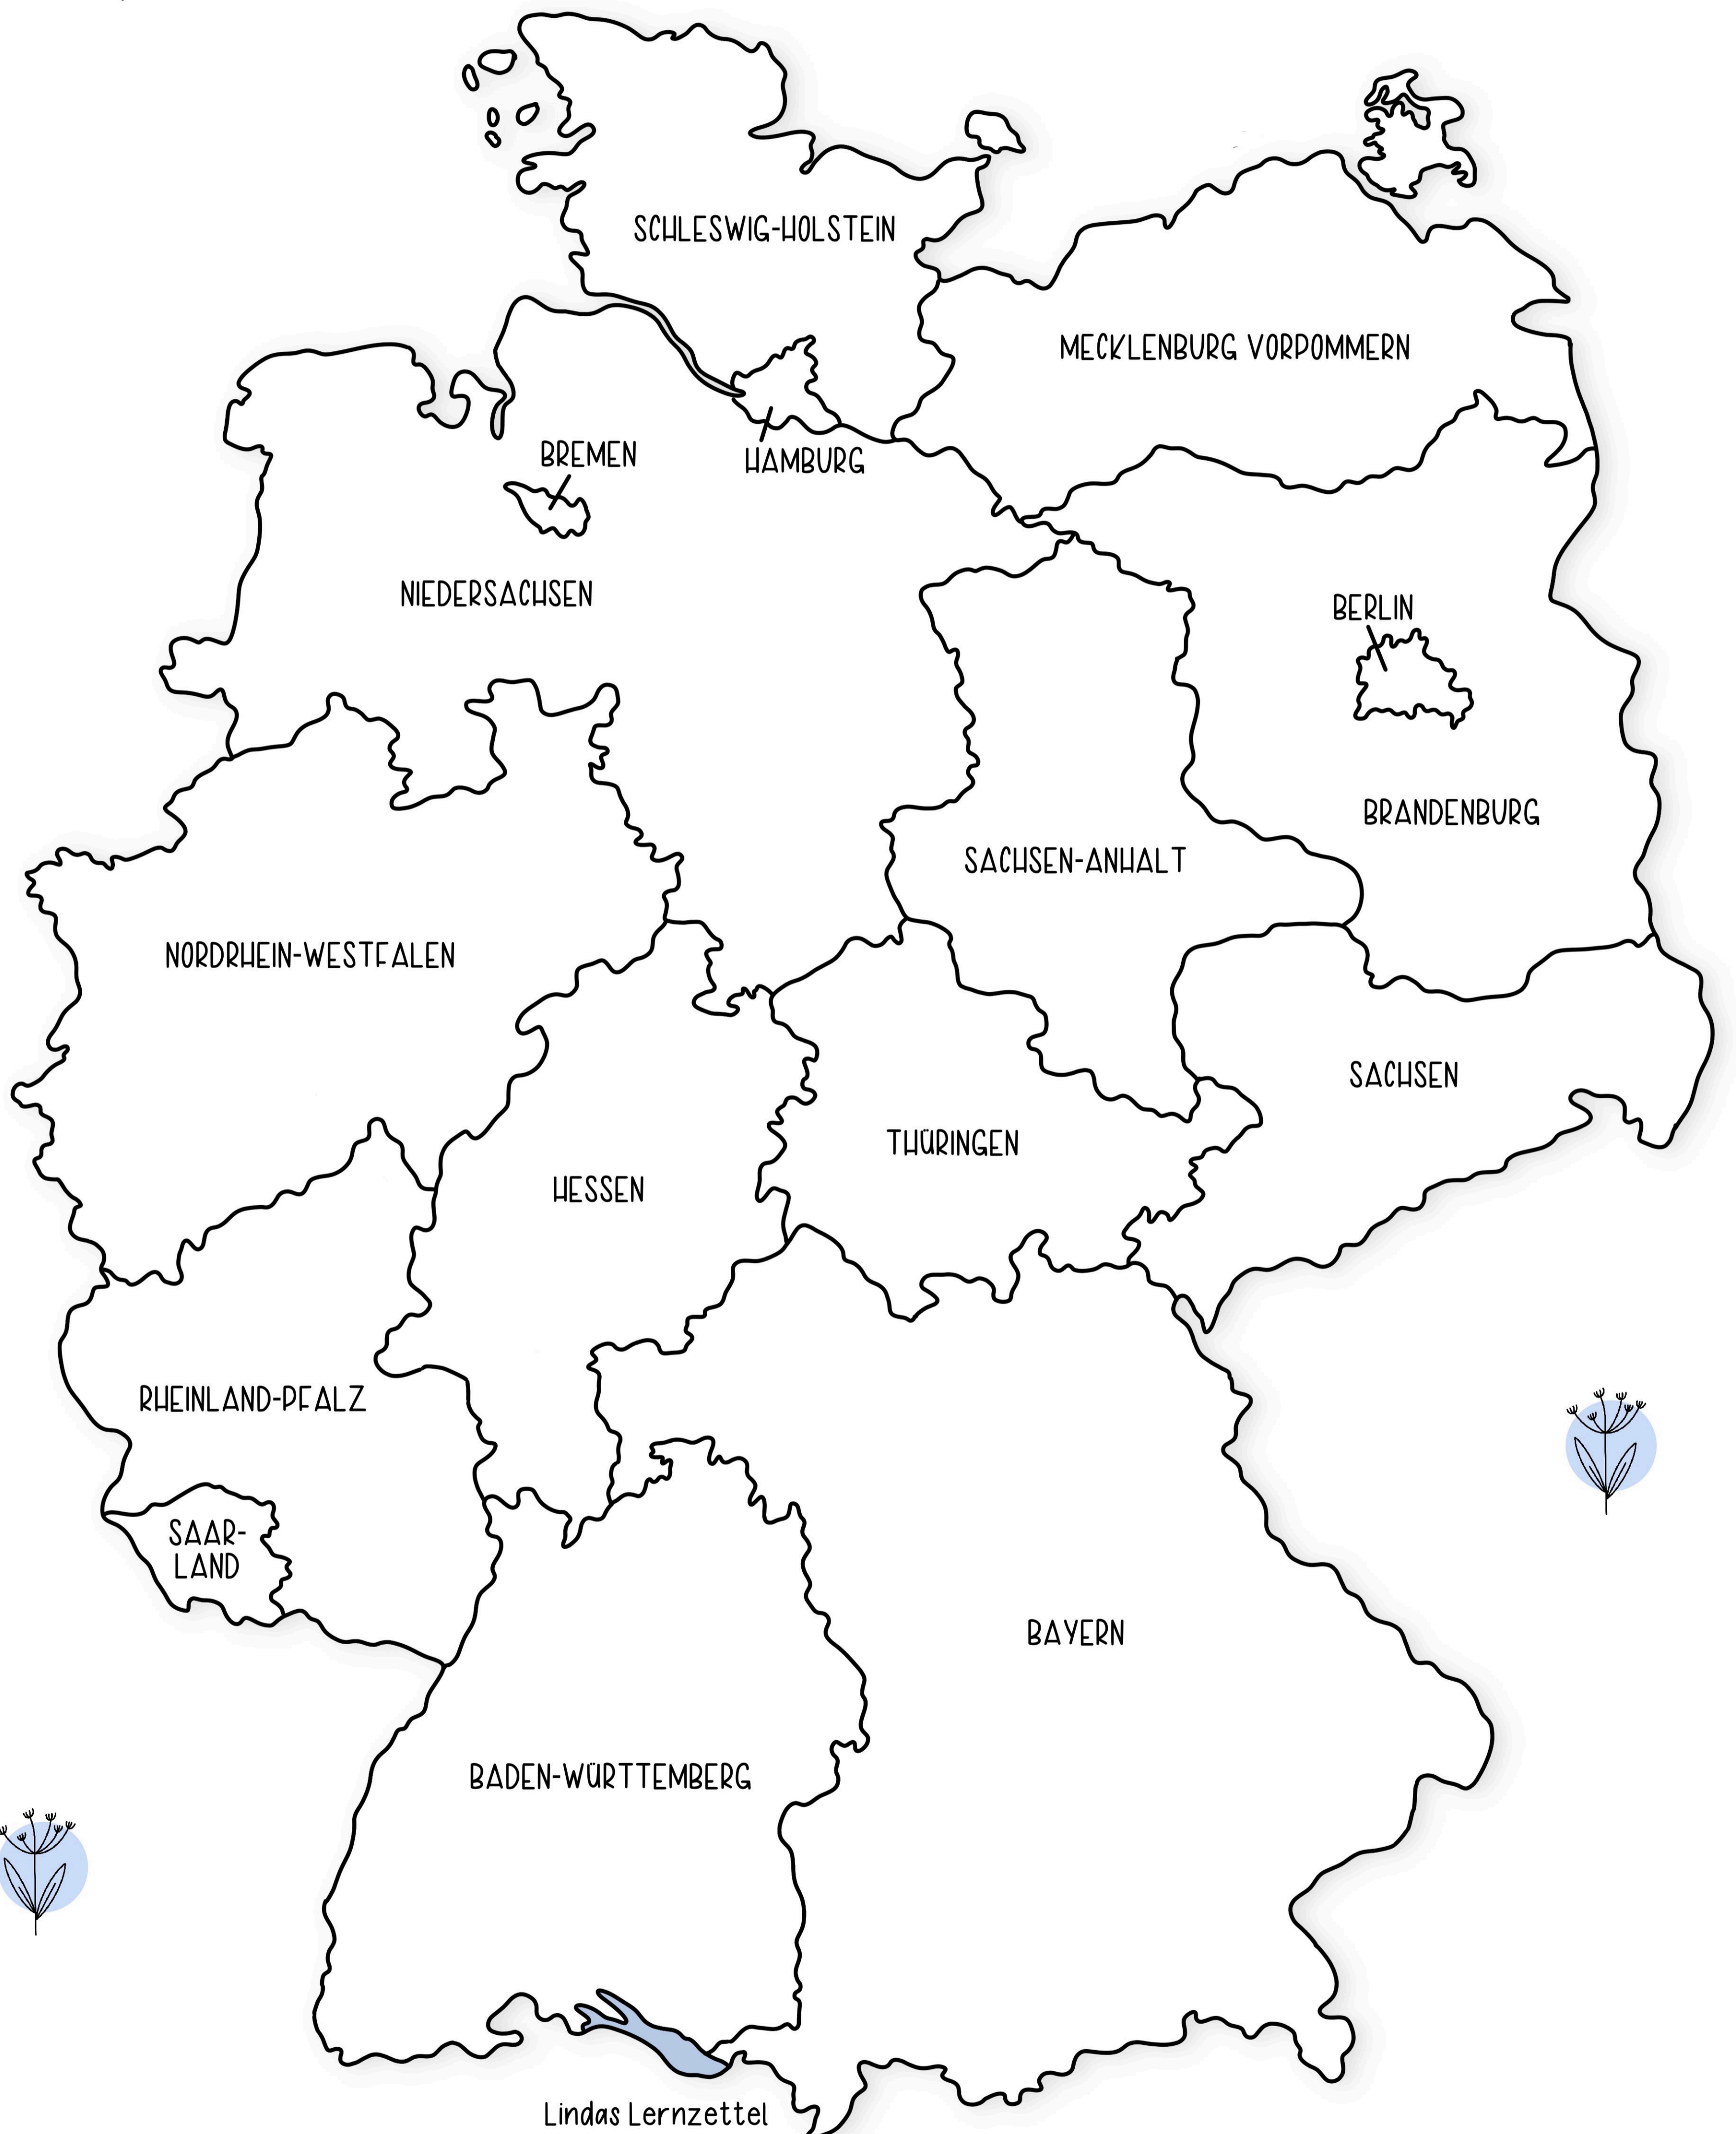 SCHLESWIG-HOLSTEIN
MECKLENBURG VORPOMMERN
BREMEN
HAMBURG
NIEDERSACHSEN
BERLIN
BRANDENBURG
SACHSEN-ANHALT
NORDRHEIN-WESTFALEN
SACHSEN
THÜRINGEN
HESSEN
RHEINLAND-PFALZ
SAAR-
LAND
BAYERN
BADEN-WÜRTTEMBERG
Lindas Lernzettel